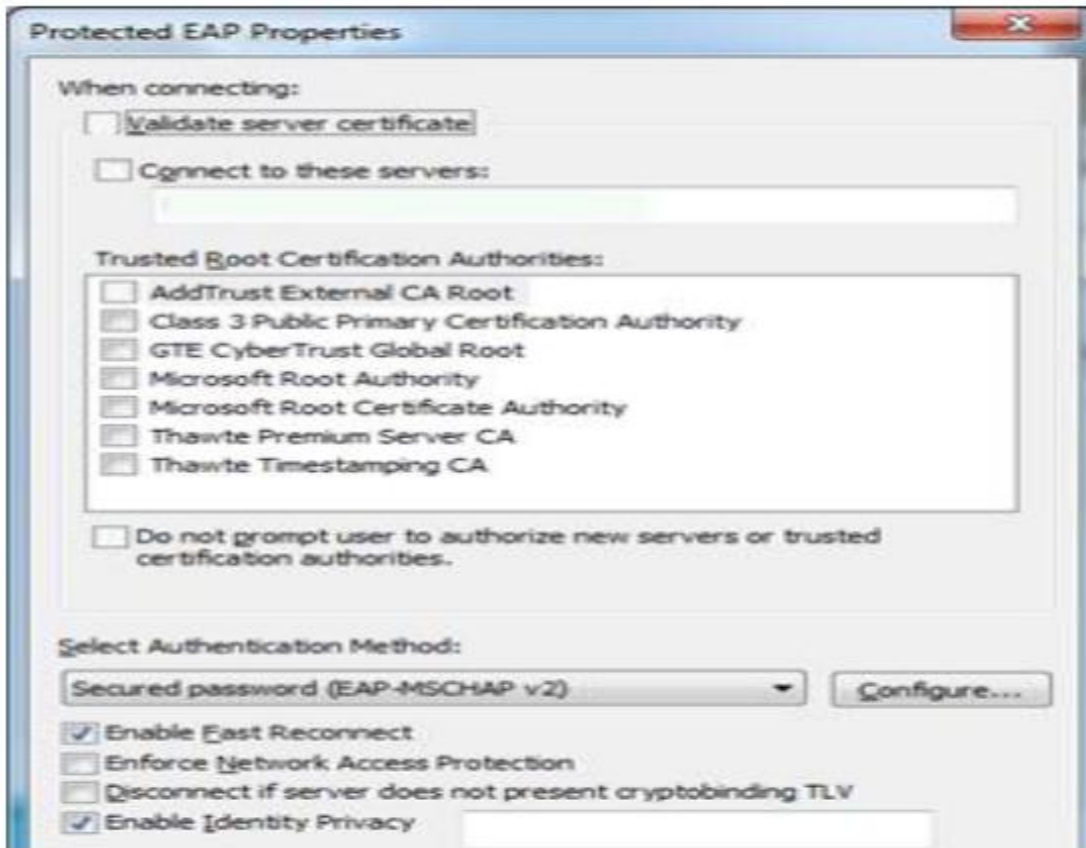 Protected EAP Properties
When connecting:
Validate server certificate
Connect to these servers:
Trusted Root Certification Authorities:
AddTrust External CA Root
Class 3 Public Primary Certification Authority
GTE CyberTrust Global Root
Microsoft Root Authority
Microsoft Root Certificate Authority
Thawte Premium Server CA
Thawte Timestamping CA
Do not prompt user to authorize new servers or trusted
certification authorities.
Select Authentication Method:
Secured password (EAP-MSCHAP v2)
Configure...
Enable Fast Reconnect
Enforce Network Access Protection
Disconnect if server does not present cryptobinding TLV
Enable Identity Privacy